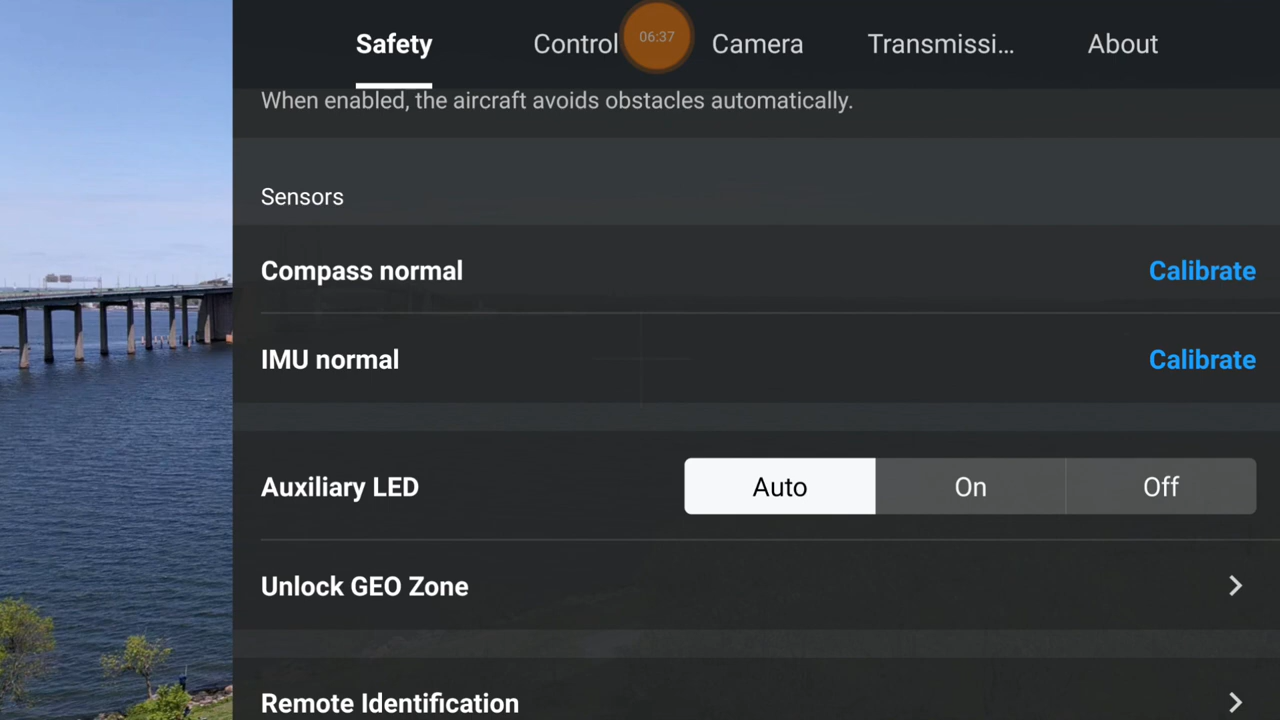 Safety Control 06:37 Camera Transmissi... About
When enabled, the aircraft avoids obstacles automatically.
Sensors
Compass normal Calibrate
IMU normal Calibrate
Auxiliary LED Auto On Off
Unlock GEO Zone
Remote Identification